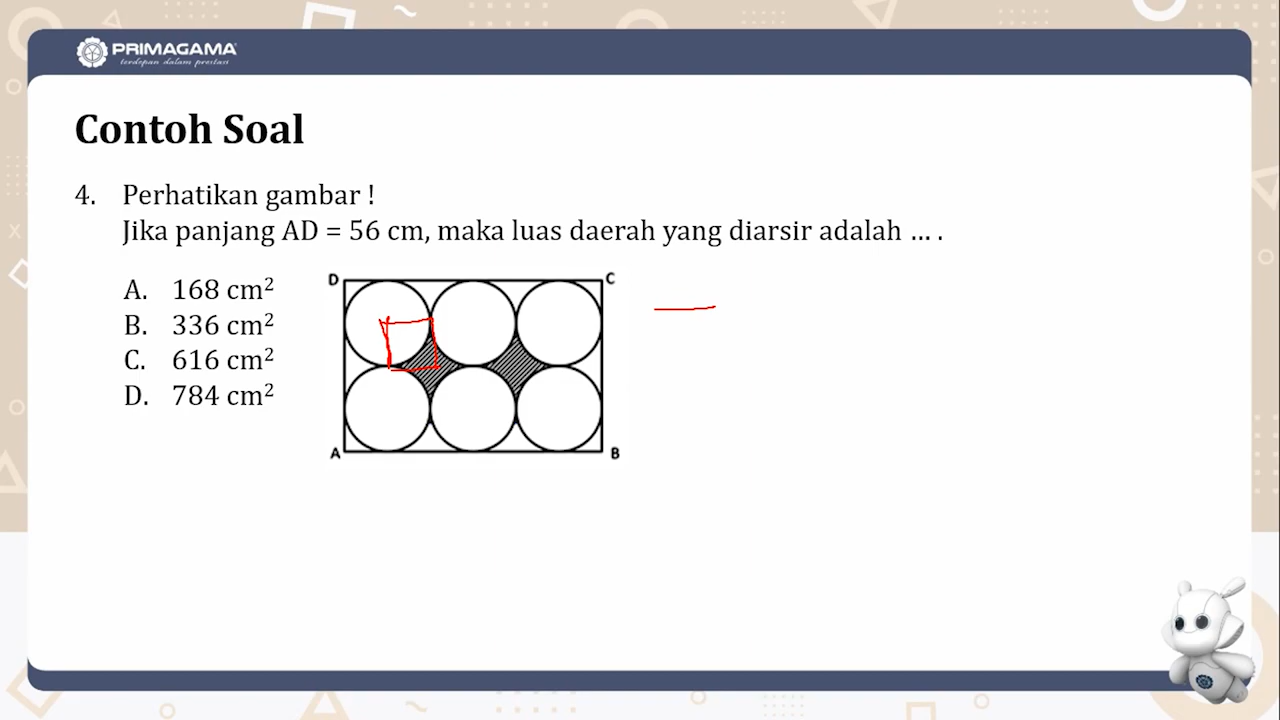 PRIMAGAMA
terdepan dalam prestasi
Contoh Soal
4. Perhatikan gambar !
Jika panjang AD = 56 cm, maka luas daerah yang diarsir adalah ... .
A. 168 cm²
B. 336 cm²
C. 616 cm²
D. 784 cm²
D
C
A
B